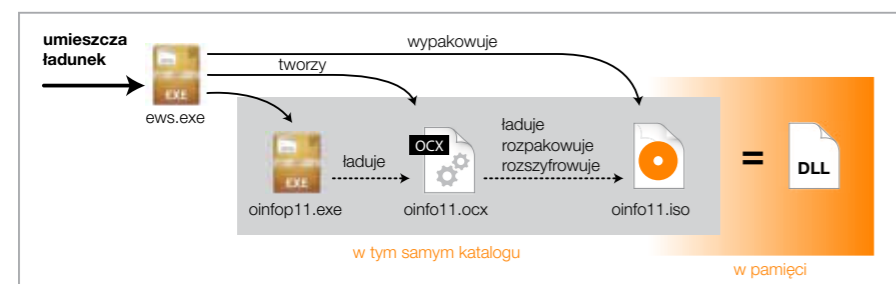 umieszcza
ładunek
wypakowuje
tworzy
EXE
ews.exe
EXE
oinfop11.exe
ładuje
OCX
oinfo11.ocx
ładuje
rozpakowuje
rozszyfrowuje
oinfo11.iso
=
DLL
w tym samym katalogu
w pamięci